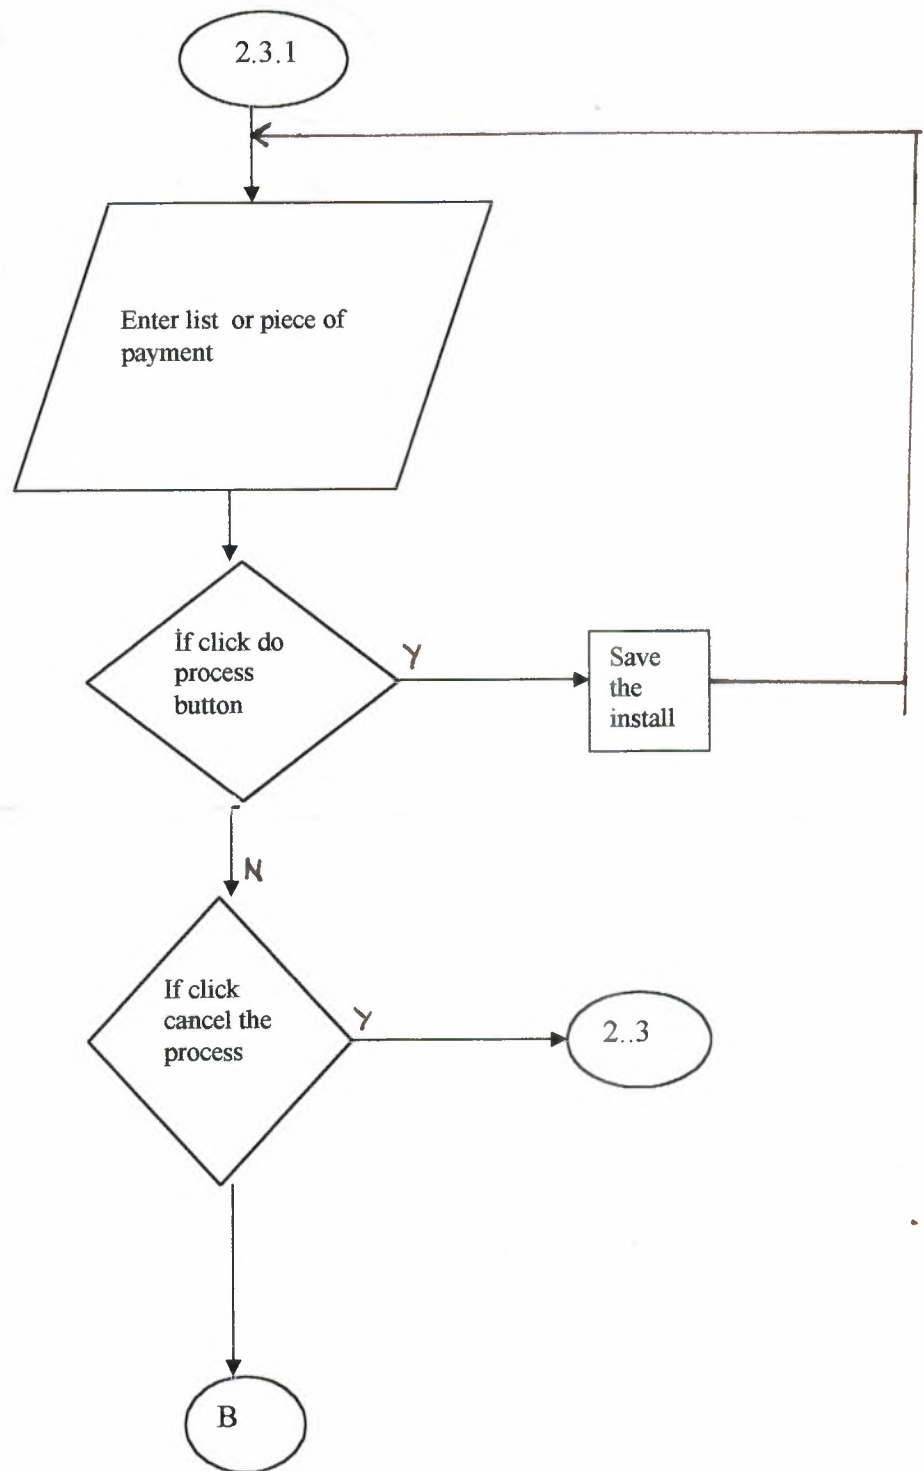 2.3.1
Enter list or piece of
payment
İf click do
process
button
Y
Save
the
install
N
If click
cancel the
process
Y
2..3
B